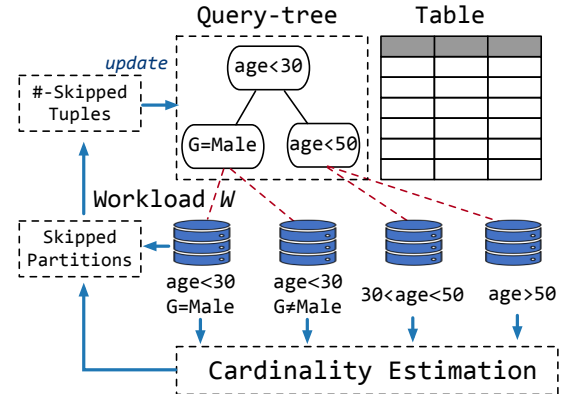 Query-tree
Table
update
age<30
#-Skipped
Tuples
G=Male
age<50
Workload W
Skipped
Partitions
age<30
G=Male
age<30
G≠Male
30<age<50
age>50
Cardinality Estimation